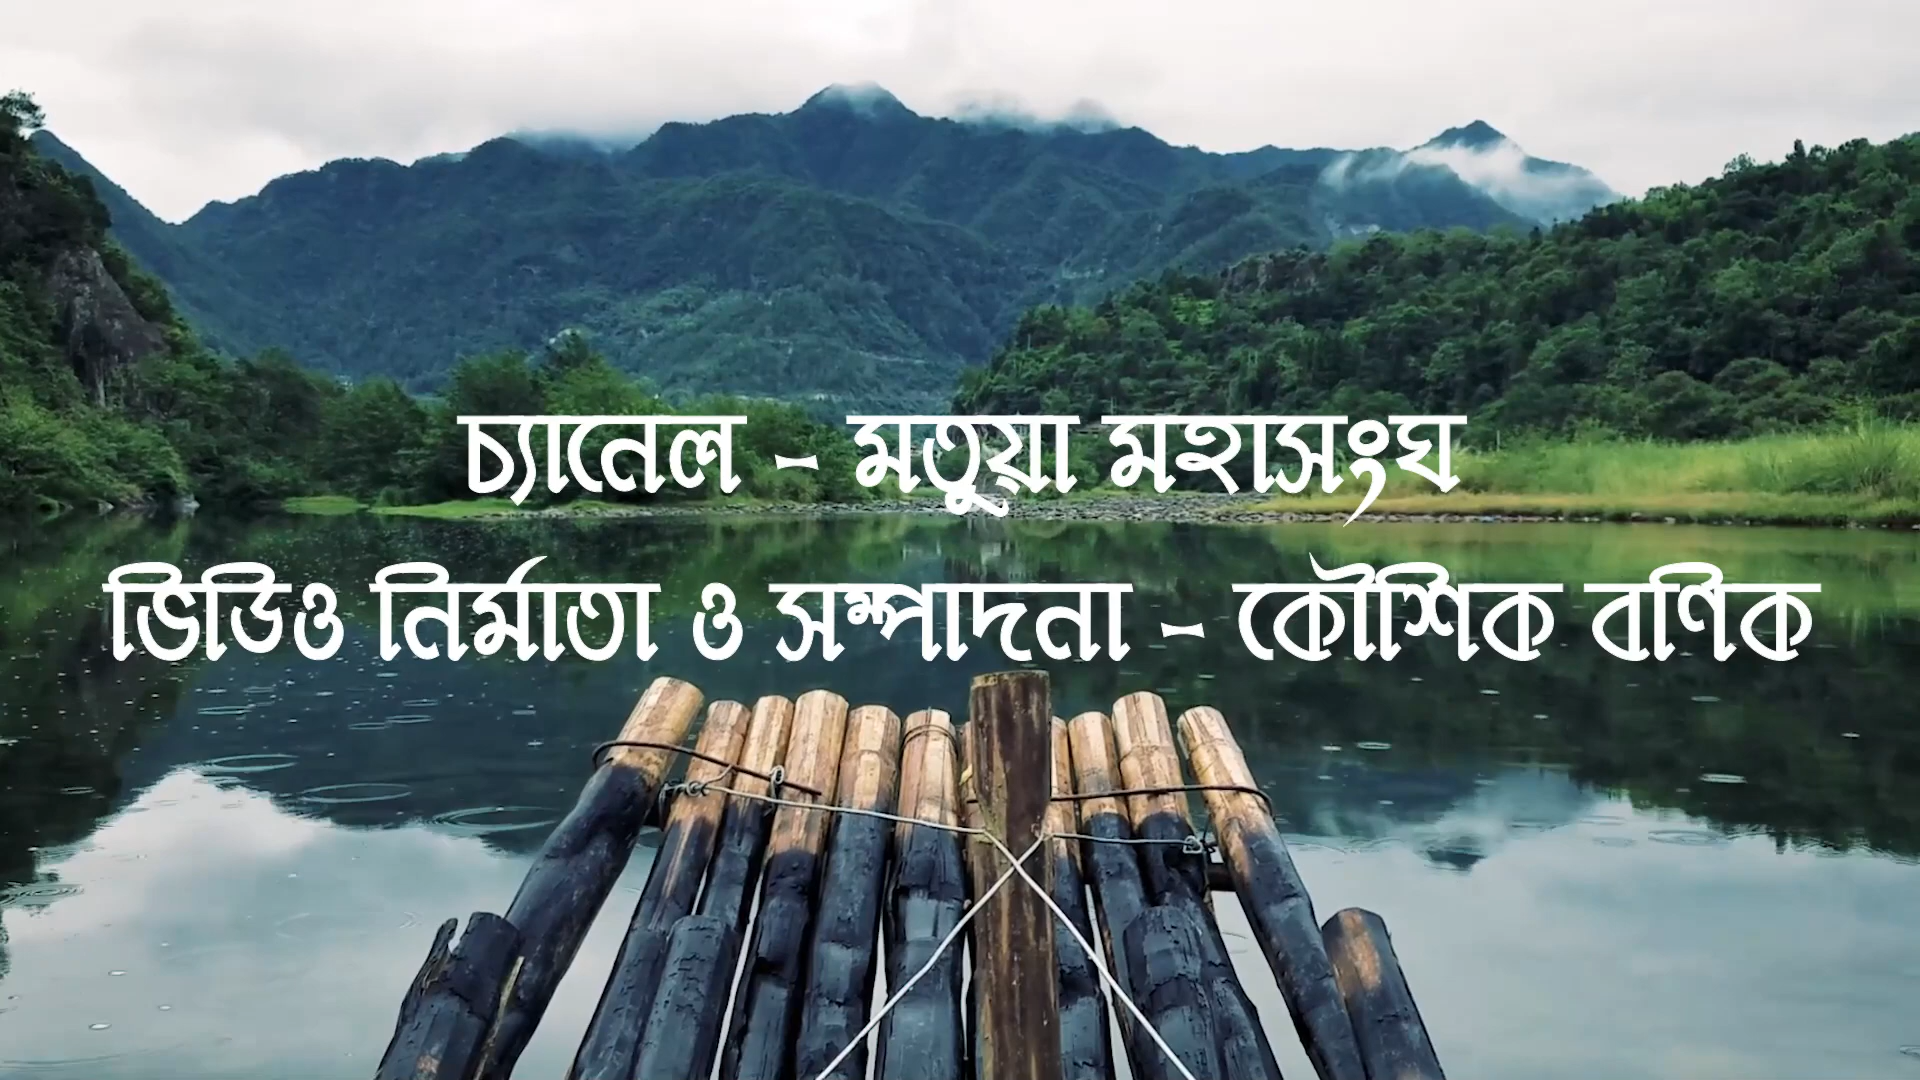 চ্যানেল - মতুয়া মহাসংঘ
ভিডিও নির্মাতা ও সম্পাদনা - কৌশিক বণিক